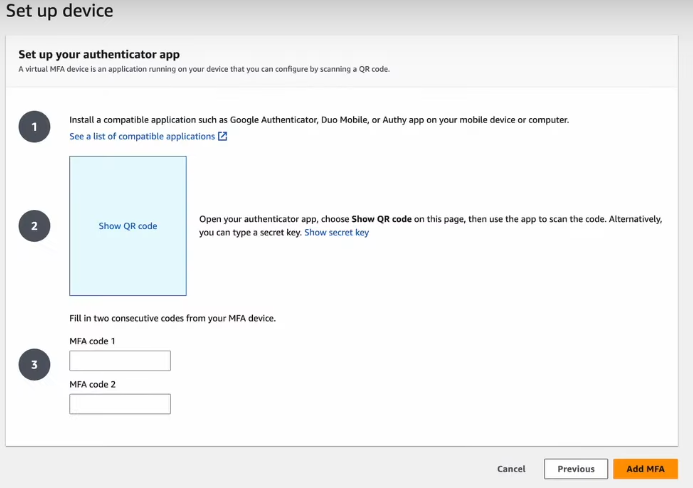 Set up device
Set up your authenticator app
A virtual MFA device is an application running on your device that you can configure by scanning a QR code.
1
Install a compatible application such as Google Authenticator, Duo Mobile, or Authy app on your mobile device or computer.
See a list of compatible applications
2
Show QR code
Open your authenticator app, choose Show QR code on this page, then use the app to scan the code. Alternatively,
you can type a secret key. Show secret key
3
Fill in two consecutive codes from your MFA device.
MFA code 1
MFA code 2
Cancel
Previous
Add MFA